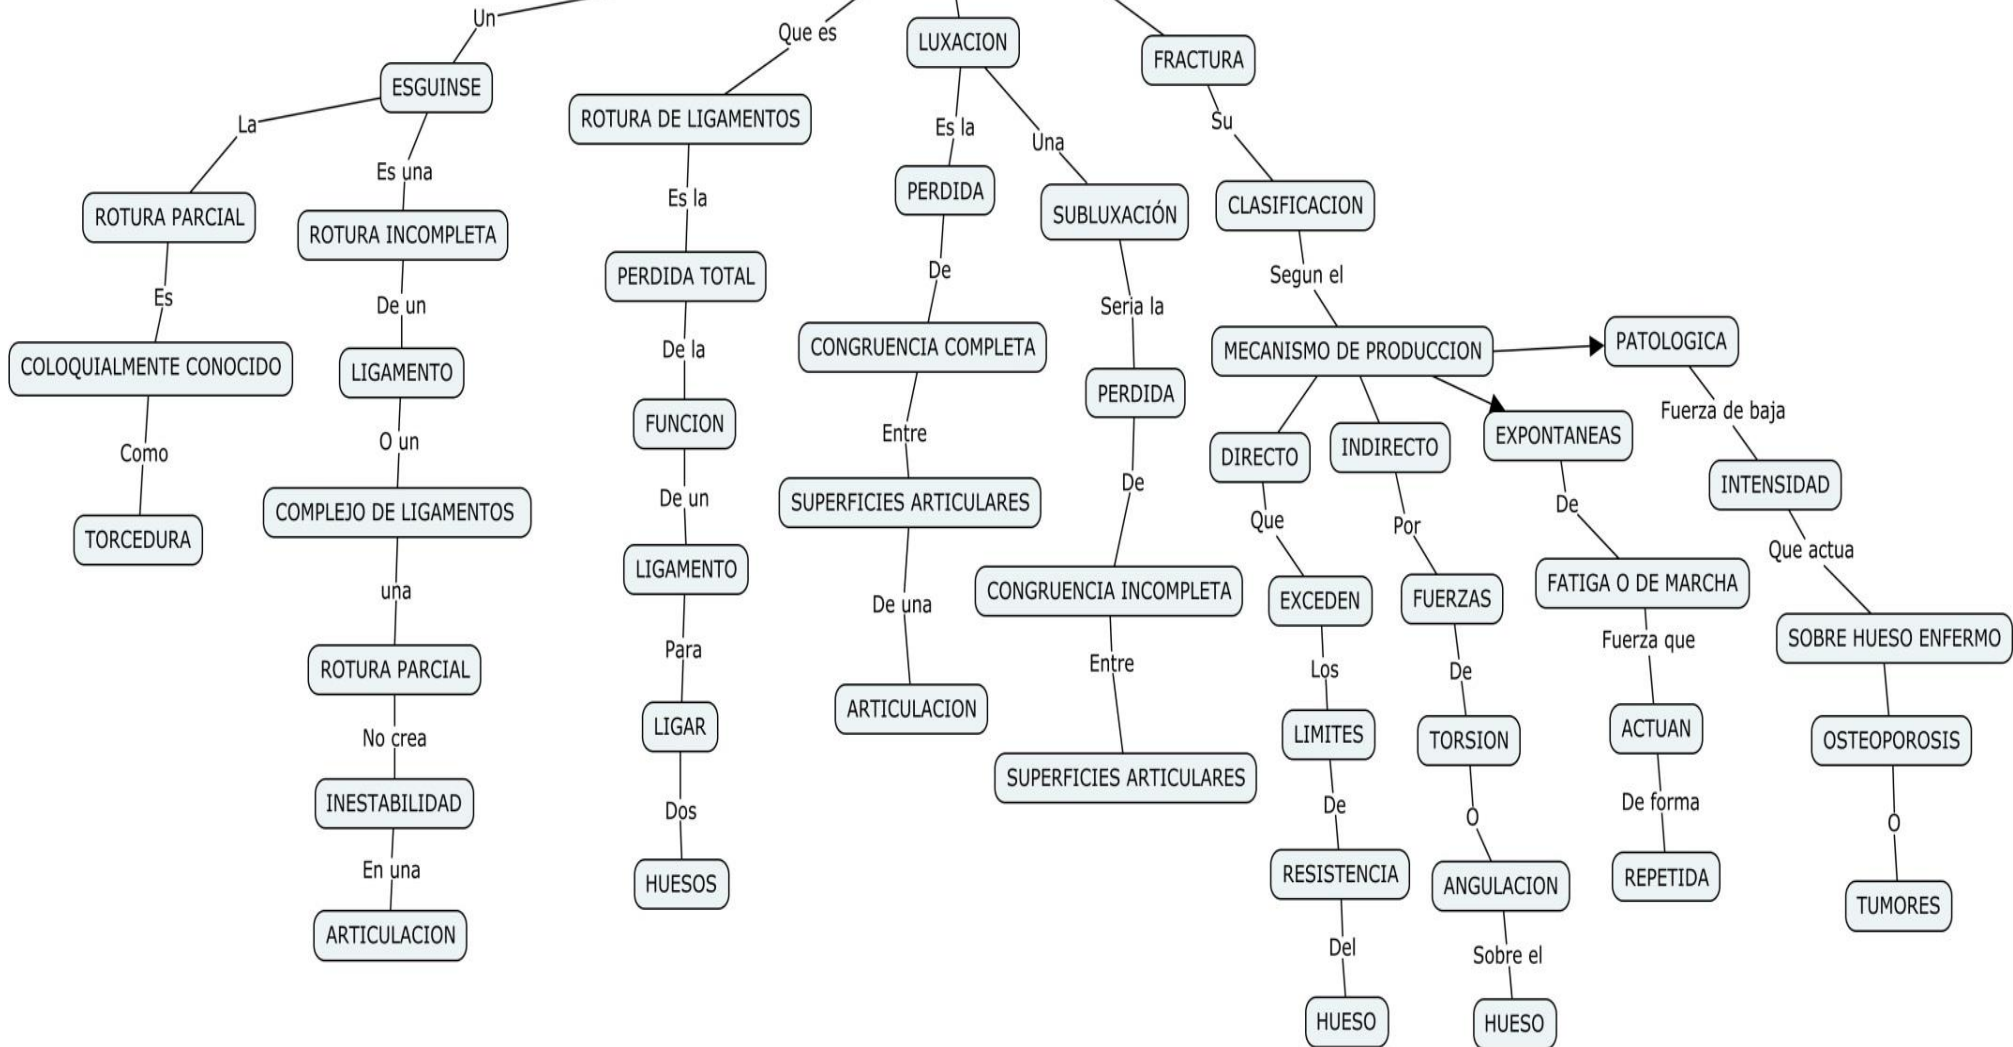 Un
ESGUINSE
La
ROTURA PARCIAL
Es
COLOQUIALMENTE CONOCIDO
Como
TORCEDURA
Es una
ROTURA INCOMPLETA
De un
LIGAMENTO
O un
COMPLEJO DE LIGAMENTOS
una
ROTURA PARCIAL
No crea
INESTABILIDAD
En una
ARTICULACION
Que es
ROTURA DE LIGAMENTOS
Es la
PERDIDA TOTAL
De la
FUNCION
De un
LIGAMENTO
Para
LIGAR
Dos
HUESOS
LUXACION
Es la
PERDIDA
De
CONGRUENCIA COMPLETA
Entre
SUPERFICIES ARTICULARES
De una
ARTICULACION
Una
SUBLUXACIÓN
Seria la
PERDIDA
De
CONGRUENCIA INCOMPLETA
Entre
SUPERFICIES ARTICULARES
FRACTURA
Su
CLASIFICACION
Segun el
MECANISMO DE PRODUCCION
DIRECTO
Que
EXCEDEN
Los
LIMITES
De
RESISTENCIA
Del
HUESO
INDIRECTO
Por
FUERZAS
De
TORSION
O
ANGULACION
Sobre el
HUESO
EXPONTANEAS
De
FATIGA O DE MARCHA
Fuerza que
ACTUAN
De forma
REPETIDA
PATOLOGICA
Fuerza de baja
INTENSIDAD
Que actua
SOBRE HUESO ENFERMO
OSTEOPOROSIS
O
TUMORES